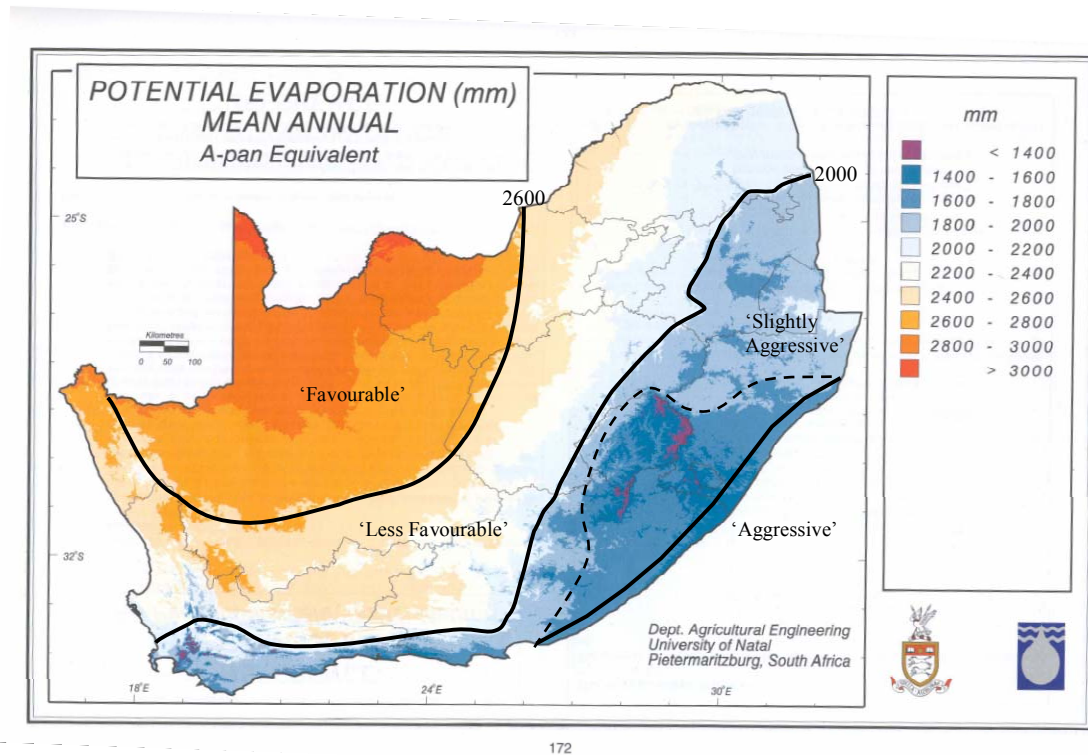 POTENTIAL EVAPORATION (mm)
MEAN ANNUAL
A-pan Equivalent
mm
< 1400
1400 - 1600
1600 - 1800
1800 - 2000
2000 - 2200
2200 - 2400
2400 - 2600
2600 - 2800
2800 - 3000
> 3000
2000
2600
25°S
Kilometres
0 50 100
‘Slightly
Aggressive’
‘Favourable’
‘Less Favourable’
‘Aggressive’
32°S
Dept. Agricultural Engineering
University of Natal
Pietermaritzburg, South Africa
18°E
24°E
30°E
172